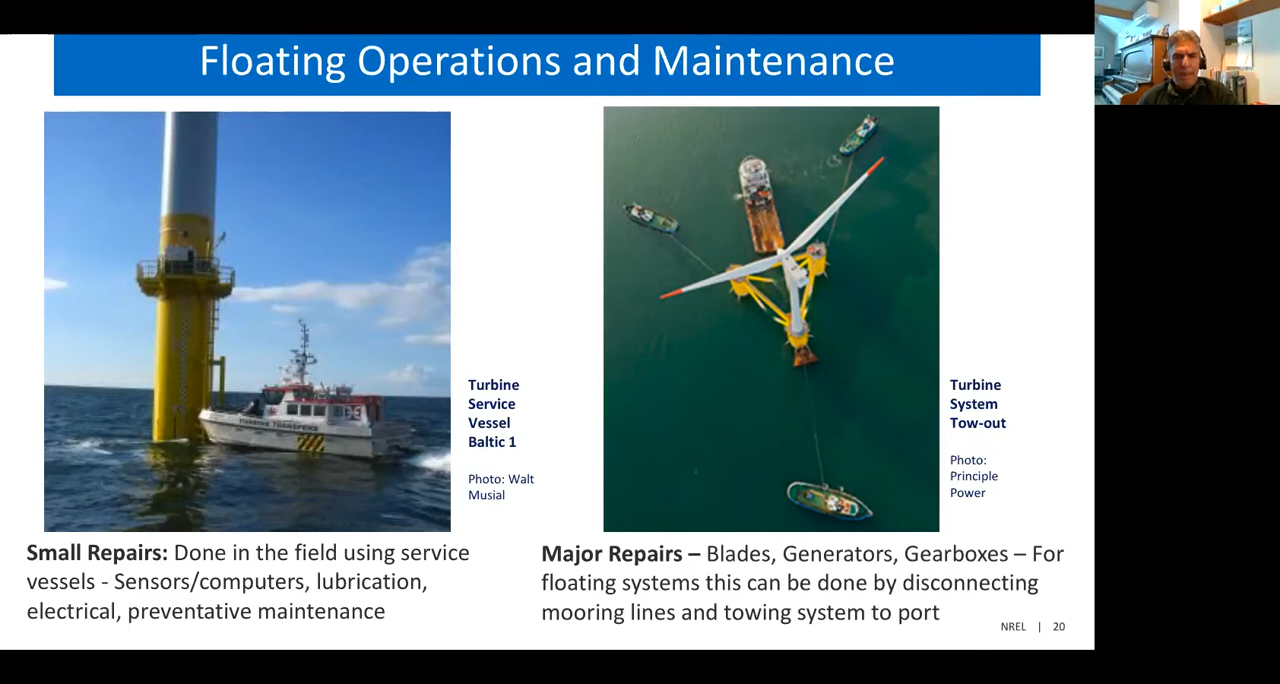 Floating Operations and Maintenance
TURBINE TRANSFERS
Turbine
Service
Vessel
Baltic 1
Photo: Walt
Musial
Turbine
System
Tow-out
Photo:
Principle
Power
Small Repairs: Done in the field using service
vessels - Sensors/computers, lubrication,
electrical, preventative maintenance
Major Repairs – Blades, Generators, Gearboxes – For
floating systems this can be done by disconnecting
mooring lines and towing system to port
NREL | 20